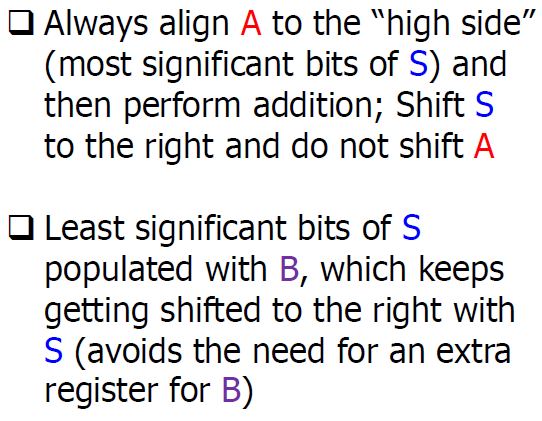 ❑ Always align A to the “high side”
(most significant bits of S) and
then perform addition; Shift S
to the right and do not shift A
❑ Least significant bits of S
populated with B, which keeps
getting shifted to the right with
S (avoids the need for an extra
register for B)